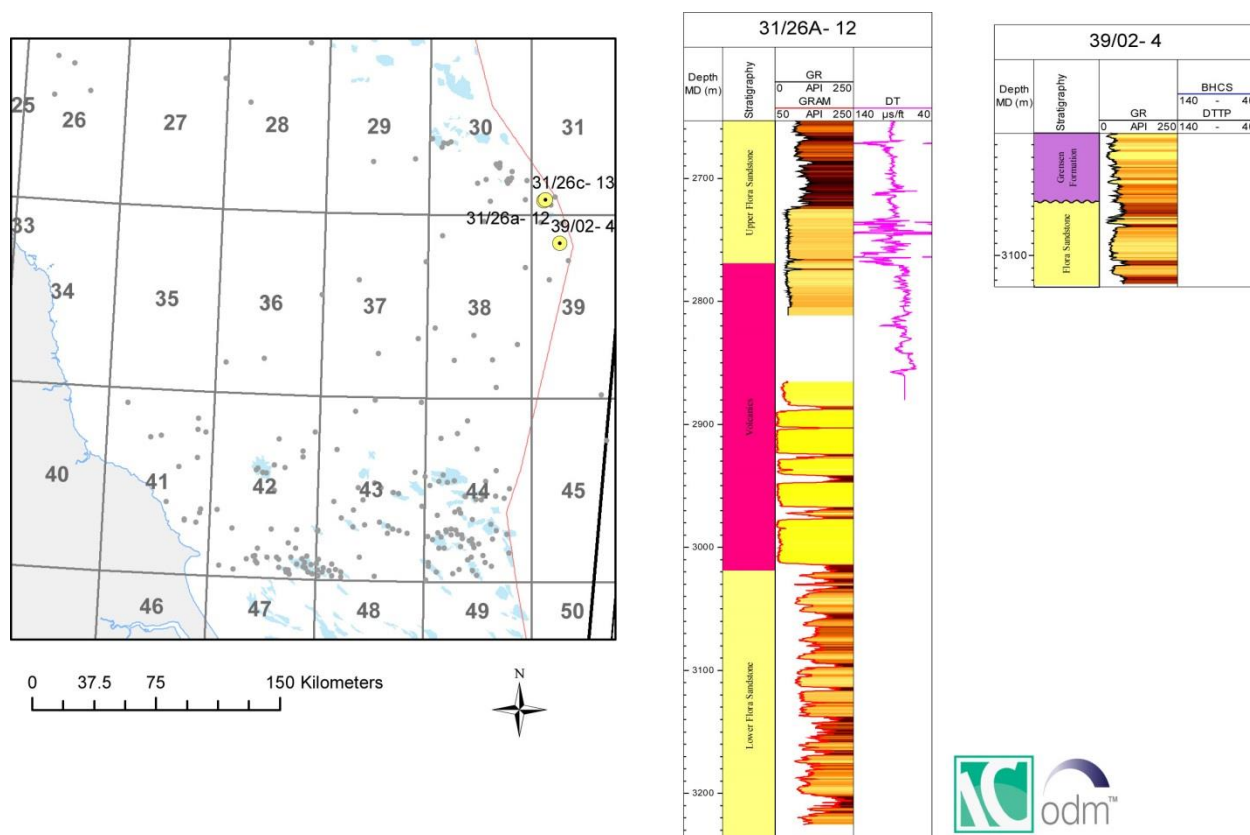 25
26
27
28
29
30
31
31/26c- 13
31/26a- 12
39/02- 4
33
34
35
36
37
38
39
40
41
42
43
44
45
46
47
48
49
50
0 37.5 75 150 Kilometers
N
31/26A- 12
Depth
MD (m)
Stratigraphy
GR
0 API 250
GRAM
50 API 250
DT
140 µs/ft 40
2700
2800
2900
3000
3100
3200
Upper Flora Sandstone
Volcanics
Lower Flora Sandstone
39/02- 4
Depth
MD (m)
Stratigraphy
GR
0 API 250
BHCS
140 - 40
DTTP
140 - 40
Grensen
Formation
Flora Sandstone
3100
odm™